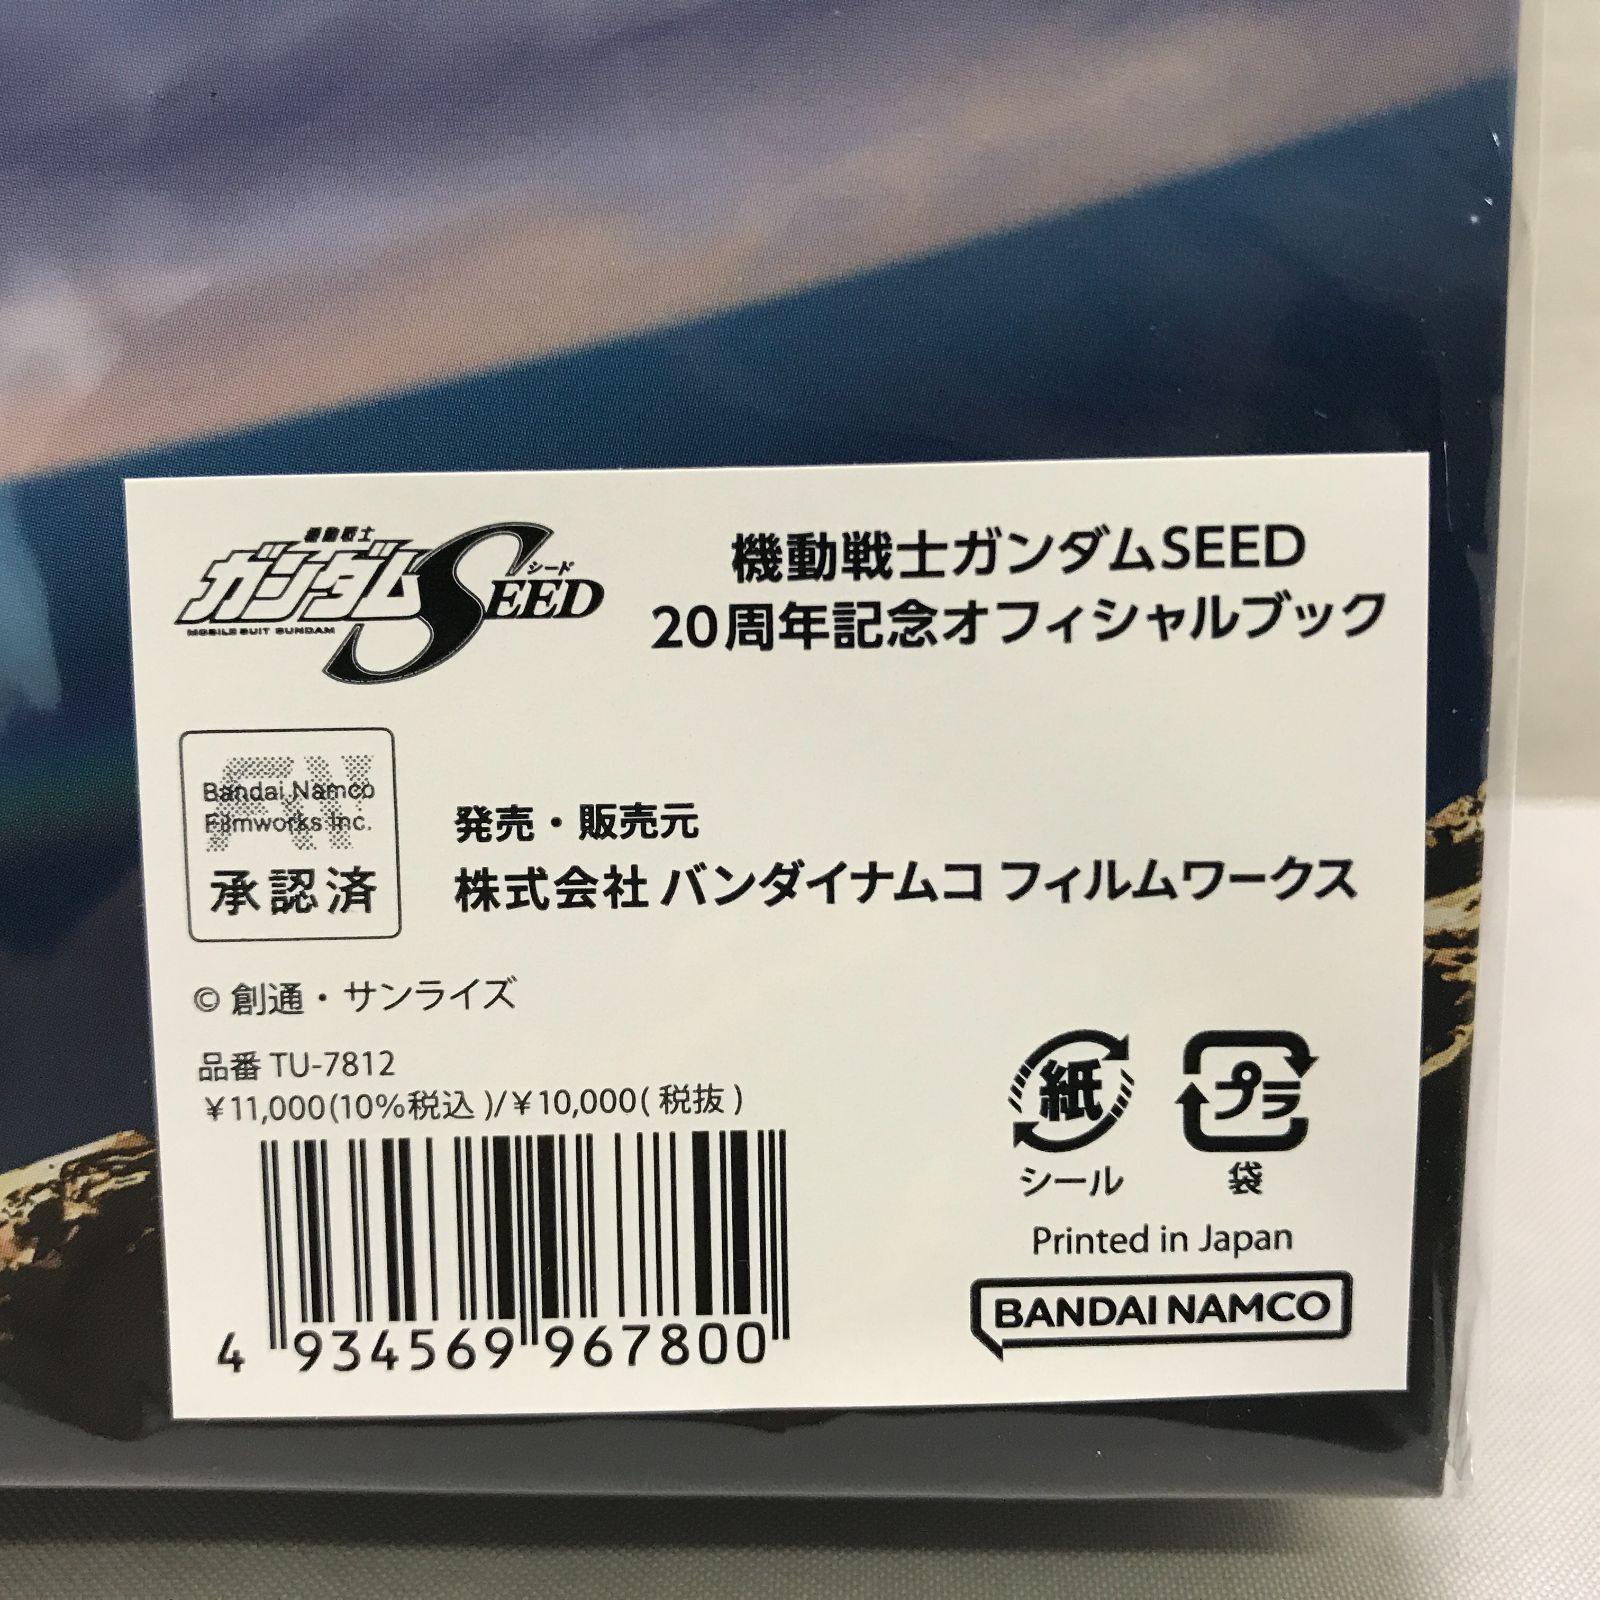 機動戦士
ガンダムSEED
シード
MOBILE SUIT GUNDAM
機動戦士ガンダムSEED
20周年記念オフィシャルブック
Bandai Namco
Filmworks Inc.
承認済
発売・販売元
株式会社 バンダイナムコ フィルムワークス
© 創通・サンライズ
品番 TU-7812
￥11,000(10%税込)/￥10,000(税抜)
紙
シール
プラ
袋
Printed in Japan
BANDAI NAMCO
4 934569 967800